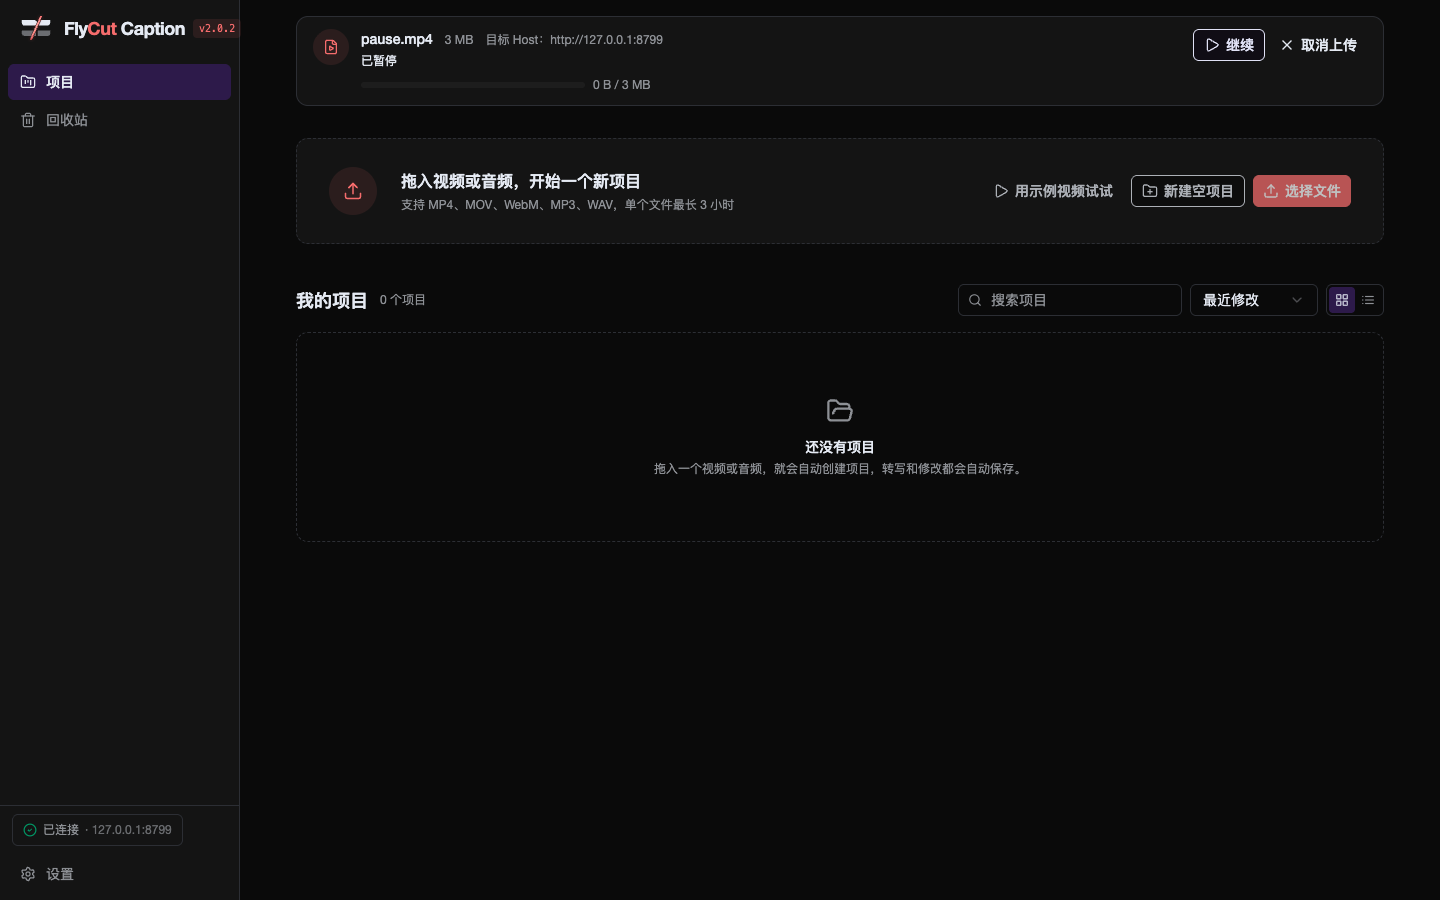 FlyCut Caption v2.0.2
项目
回收站
pause.mp4 3 MB 目标 Host：http://127.0.0.1:8799
已暂停
0 B / 3 MB
继续
取消上传
拖入视频或音频，开始一个新项目
支持 MP4、MOV、WebM、MP3、WAV，单个文件最长 3 小时
用示例视频试试
新建空项目
选择文件
我的项目 0 个项目
搜索项目
最近修改
还没有项目
拖入一个视频或音频，就会自动创建项目，转写和修改都会自动保存。
已连接 · 127.0.0.1:8799
设置